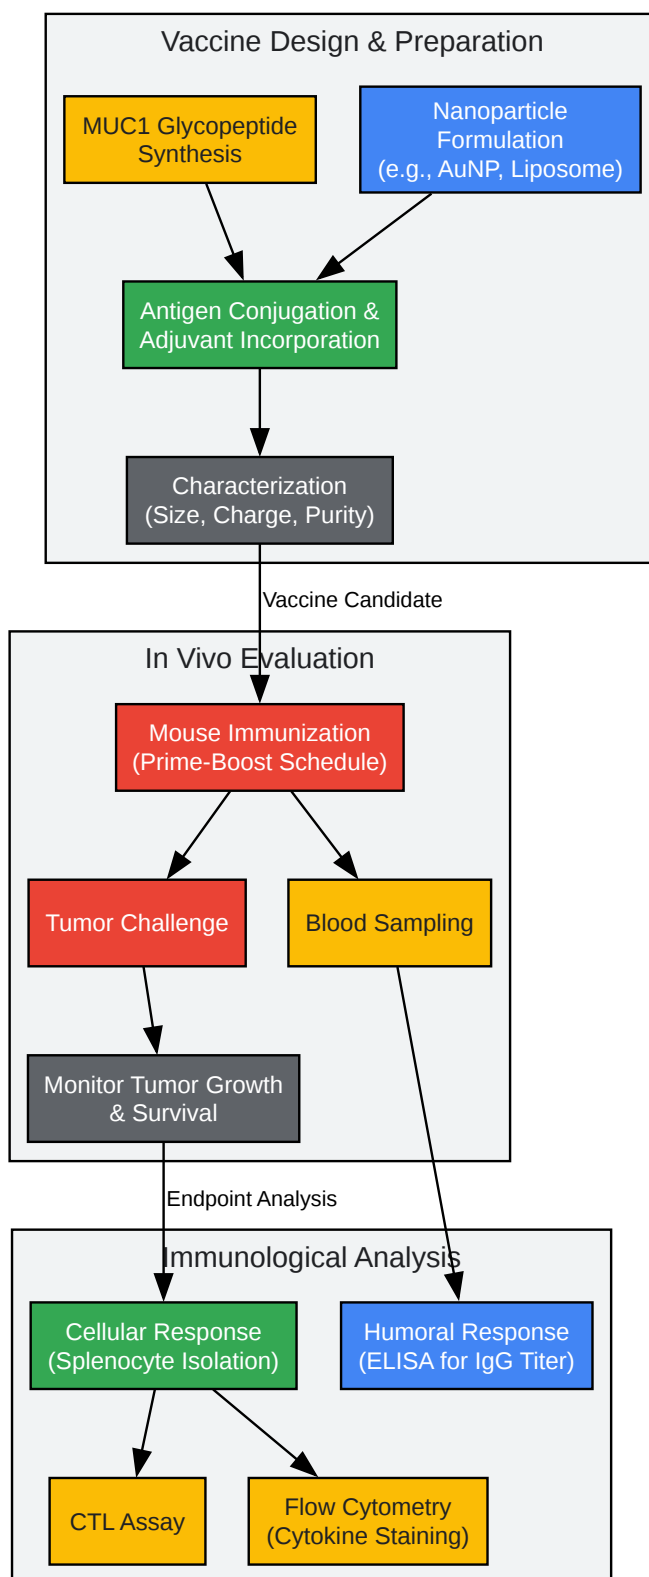 Vaccine Design & Preparation
MUC1 Glycopeptide
Synthesis
Nanoparticle
Formulation
(e.g., AuNP, Liposome)
Antigen Conjugation &
Adjuvant Incorporation
Characterization
(Size, Charge, Purity)
Vaccine Candidate
In Vivo Evaluation
Mouse Immunization
(Prime-Boost Schedule)
Tumor Challenge
Blood Sampling
Monitor Tumor Growth
& Survival
Endpoint Analysis
Immunological Analysis
Cellular Response
(Splenocyte Isolation)
Humoral Response
(ELISA for IgG Titer)
CTL Assay
Flow Cytometry
(Cytokine Staining)